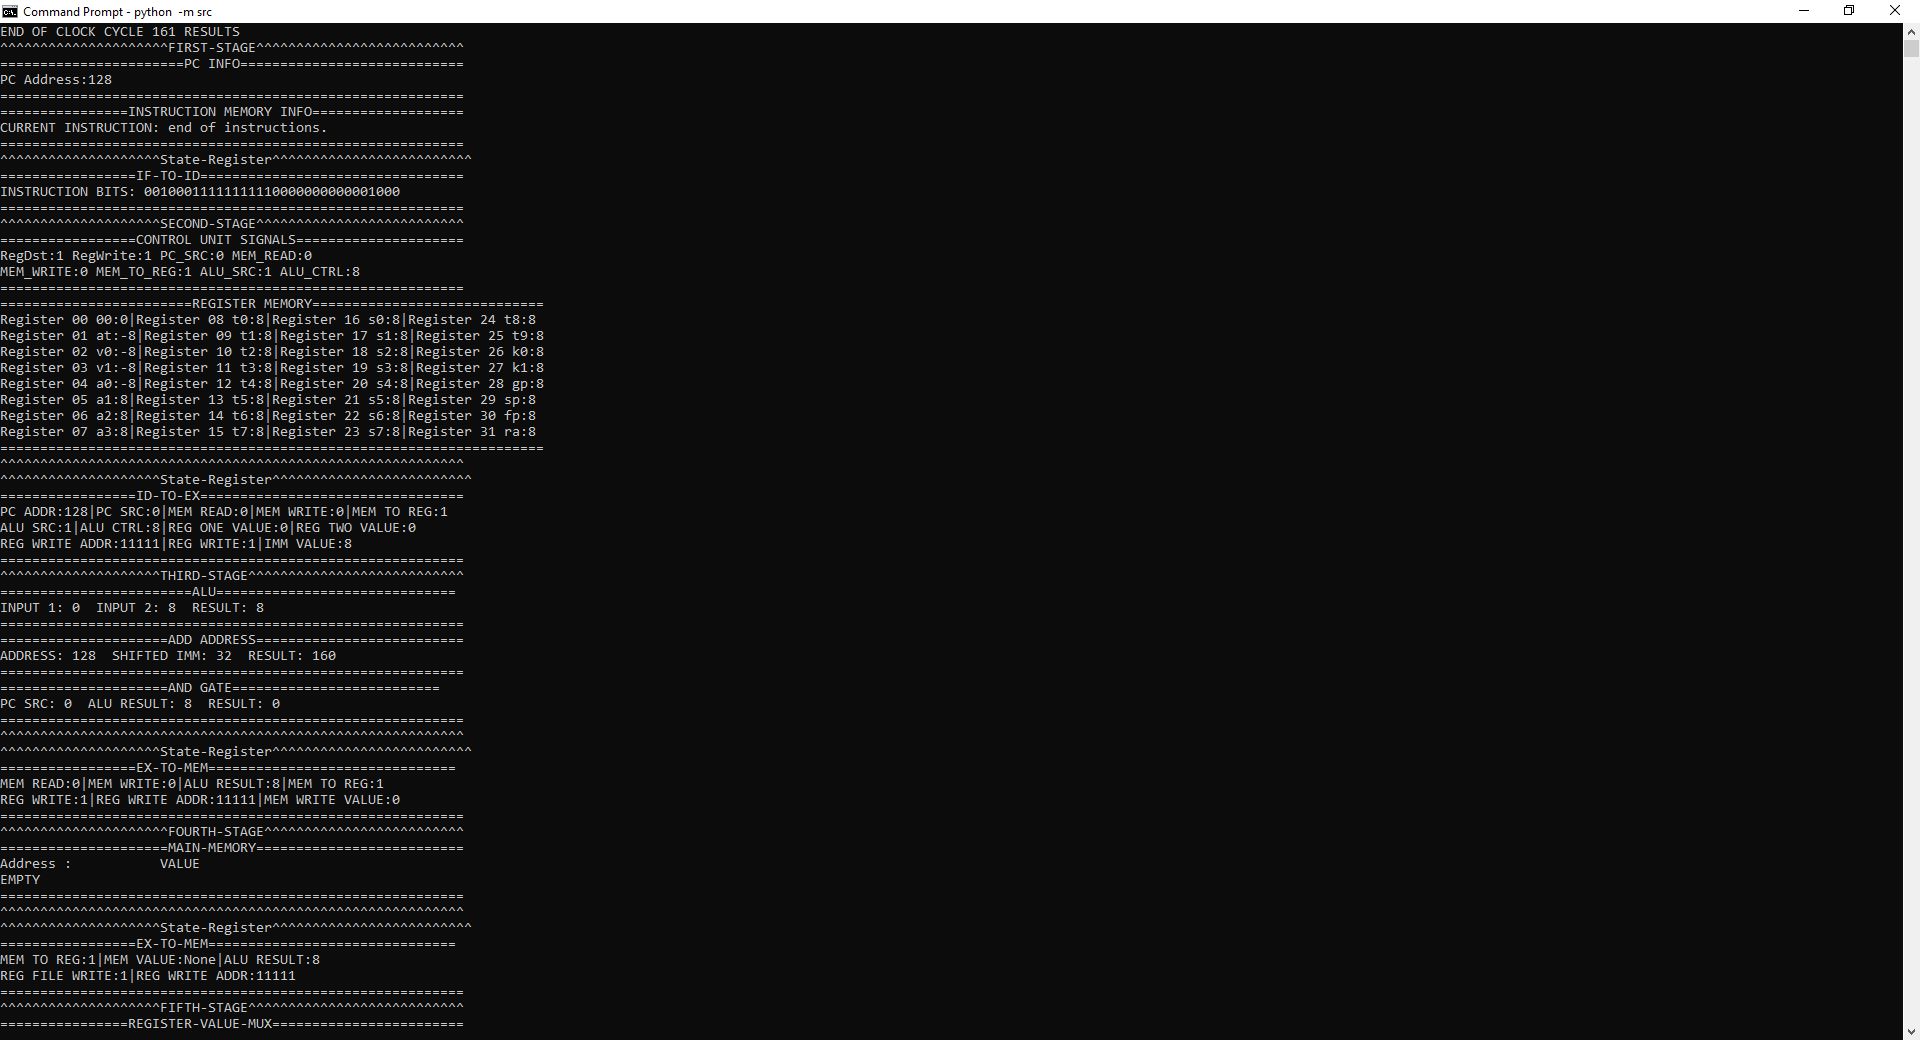 Command Prompt - python  -m src
END OF CLOCK CYCLE 161 RESULTS
^^^^^^^^^^^^^^^^^^^^^FIRST-STAGE^^^^^^^^^^^^^^^^^^^^^^^^^^
=======================PC INFO============================
PC Address:128
==========================================================
================INSTRUCTION MEMORY INFO===================
CURRENT INSTRUCTION: end of instructions.
==========================================================
^^^^^^^^^^^^^^^^^^^^State-Register^^^^^^^^^^^^^^^^^^^^^^^^^
=================IF-TO-ID=================================
INSTRUCTION BITS: 00100011111111110000000000001000
==========================================================
^^^^^^^^^^^^^^^^^^^^SECOND-STAGE^^^^^^^^^^^^^^^^^^^^^^^^^^
=================CONTROL UNIT SIGNALS=====================
RegDst:1 RegWrite:1 PC_SRC:0 MEM_READ:0
MEM_WRITE:0 MEM_TO_REG:1 ALU_SRC:1 ALU_CTRL:8
==========================================================
========================REGISTER MEMORY=============================
Register 00 00:0|Register 08 t0:8|Register 16 s0:8|Register 24 t8:8
Register 01 at:-8|Register 09 t1:8|Register 17 s1:8|Register 25 t9:8
Register 02 v0:-8|Register 10 t2:8|Register 18 s2:8|Register 26 k0:8
Register 03 v1:-8|Register 11 t3:8|Register 19 s3:8|Register 27 k1:8
Register 04 a0:-8|Register 12 t4:8|Register 20 s4:8|Register 28 gp:8
Register 05 a1:8|Register 13 t5:8|Register 21 s5:8|Register 29 sp:8
Register 06 a2:8|Register 14 t6:8|Register 22 s6:8|Register 30 fp:8
Register 07 a3:8|Register 15 t7:8|Register 23 s7:8|Register 31 ra:8
====================================================================
^^^^^^^^^^^^^^^^^^^^^^^^^^^^^^^^^^^^^^^^^^^^^^^^^^^^^^^^^^
^^^^^^^^^^^^^^^^^^^^State-Register^^^^^^^^^^^^^^^^^^^^^^^^^
=================ID-TO-EX=================================
PC ADDR:128|PC SRC:0|MEM READ:0|MEM WRITE:0|MEM TO REG:1
ALU SRC:1|ALU CTRL:8|REG ONE VALUE:0|REG TWO VALUE:0
REG WRITE ADDR:11111|REG WRITE:1|IMM VALUE:8
==========================================================
^^^^^^^^^^^^^^^^^^^^THIRD-STAGE^^^^^^^^^^^^^^^^^^^^^^^^^^^
========================ALU==============================
INPUT 1: 0  INPUT 2: 8  RESULT: 8
==========================================================
=====================ADD ADDRESS==========================
ADDRESS: 128  SHIFTED IMM: 32  RESULT: 160
==========================================================
=====================AND GATE==========================
PC SRC: 0  ALU RESULT: 8  RESULT: 0
==========================================================
^^^^^^^^^^^^^^^^^^^^^^^^^^^^^^^^^^^^^^^^^^^^^^^^^^^^^^^^^^
^^^^^^^^^^^^^^^^^^^^State-Register^^^^^^^^^^^^^^^^^^^^^^^^^
=================EX-TO-MEM===============================
MEM READ:0|MEM WRITE:0|ALU RESULT:8|MEM TO REG:1
REG WRITE:1|REG WRITE ADDR:11111|MEM WRITE VALUE:0
==========================================================
^^^^^^^^^^^^^^^^^^^^^FOURTH-STAGE^^^^^^^^^^^^^^^^^^^^^^^^^
=====================MAIN-MEMORY==========================
Address :           VALUE
EMPTY
==========================================================
^^^^^^^^^^^^^^^^^^^^^^^^^^^^^^^^^^^^^^^^^^^^^^^^^^^^^^^^^^
^^^^^^^^^^^^^^^^^^^^State-Register^^^^^^^^^^^^^^^^^^^^^^^^^
=================EX-TO-MEM===============================
MEM TO REG:1|MEM VALUE:None|ALU RESULT:8
REG FILE WRITE:1|REG WRITE ADDR:11111
==========================================================
^^^^^^^^^^^^^^^^^^^^FIFTH-STAGE^^^^^^^^^^^^^^^^^^^^^^^^^^^
================REGISTER-VALUE-MUX========================